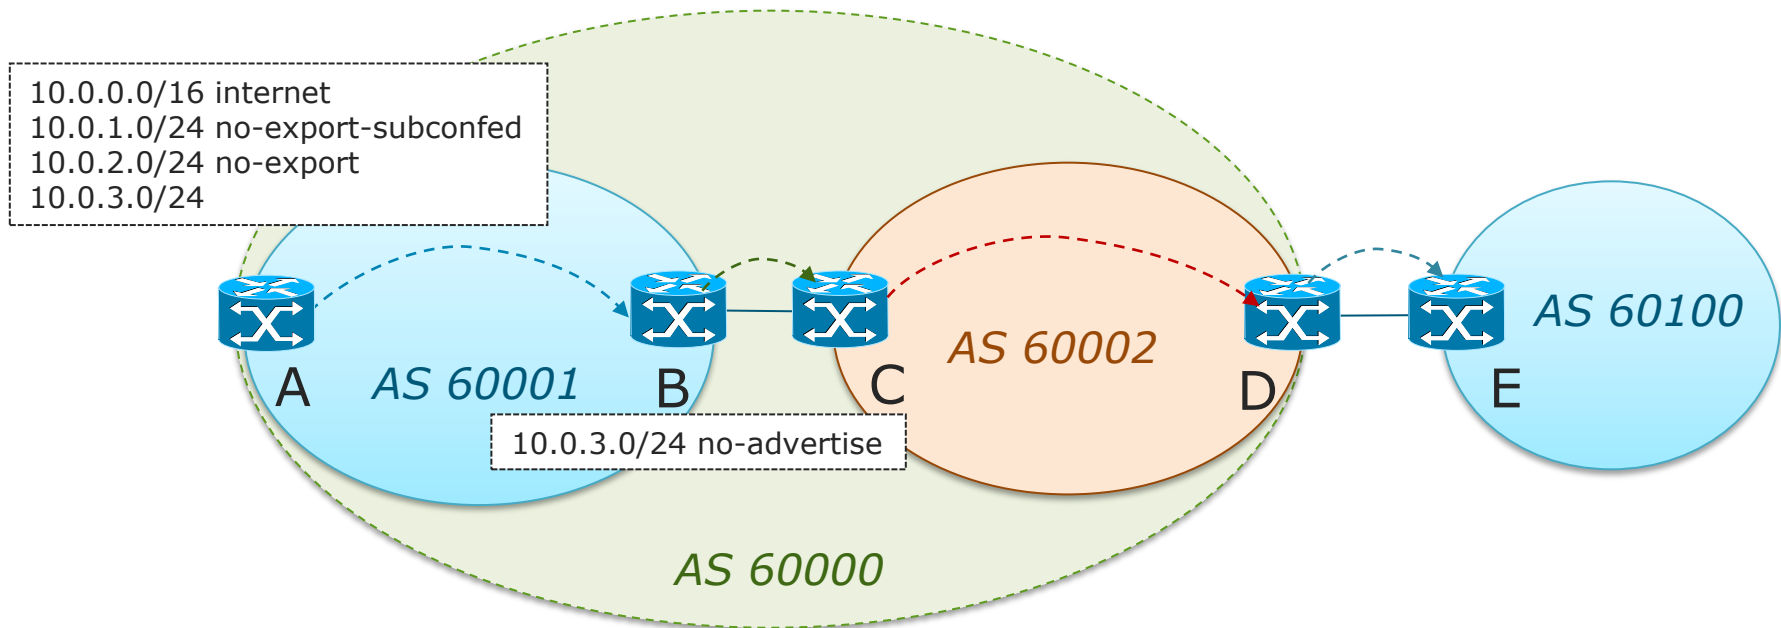 10.0.0.0/16 internet
10.0.1.0/24 no-export-subconfed
10.0.2.0/24 no-export
10.0.3.0/24
A
AS 60001
B
C
AS 60002
D
E
AS 60100
10.0.3.0/24 no-advertise
AS 60000